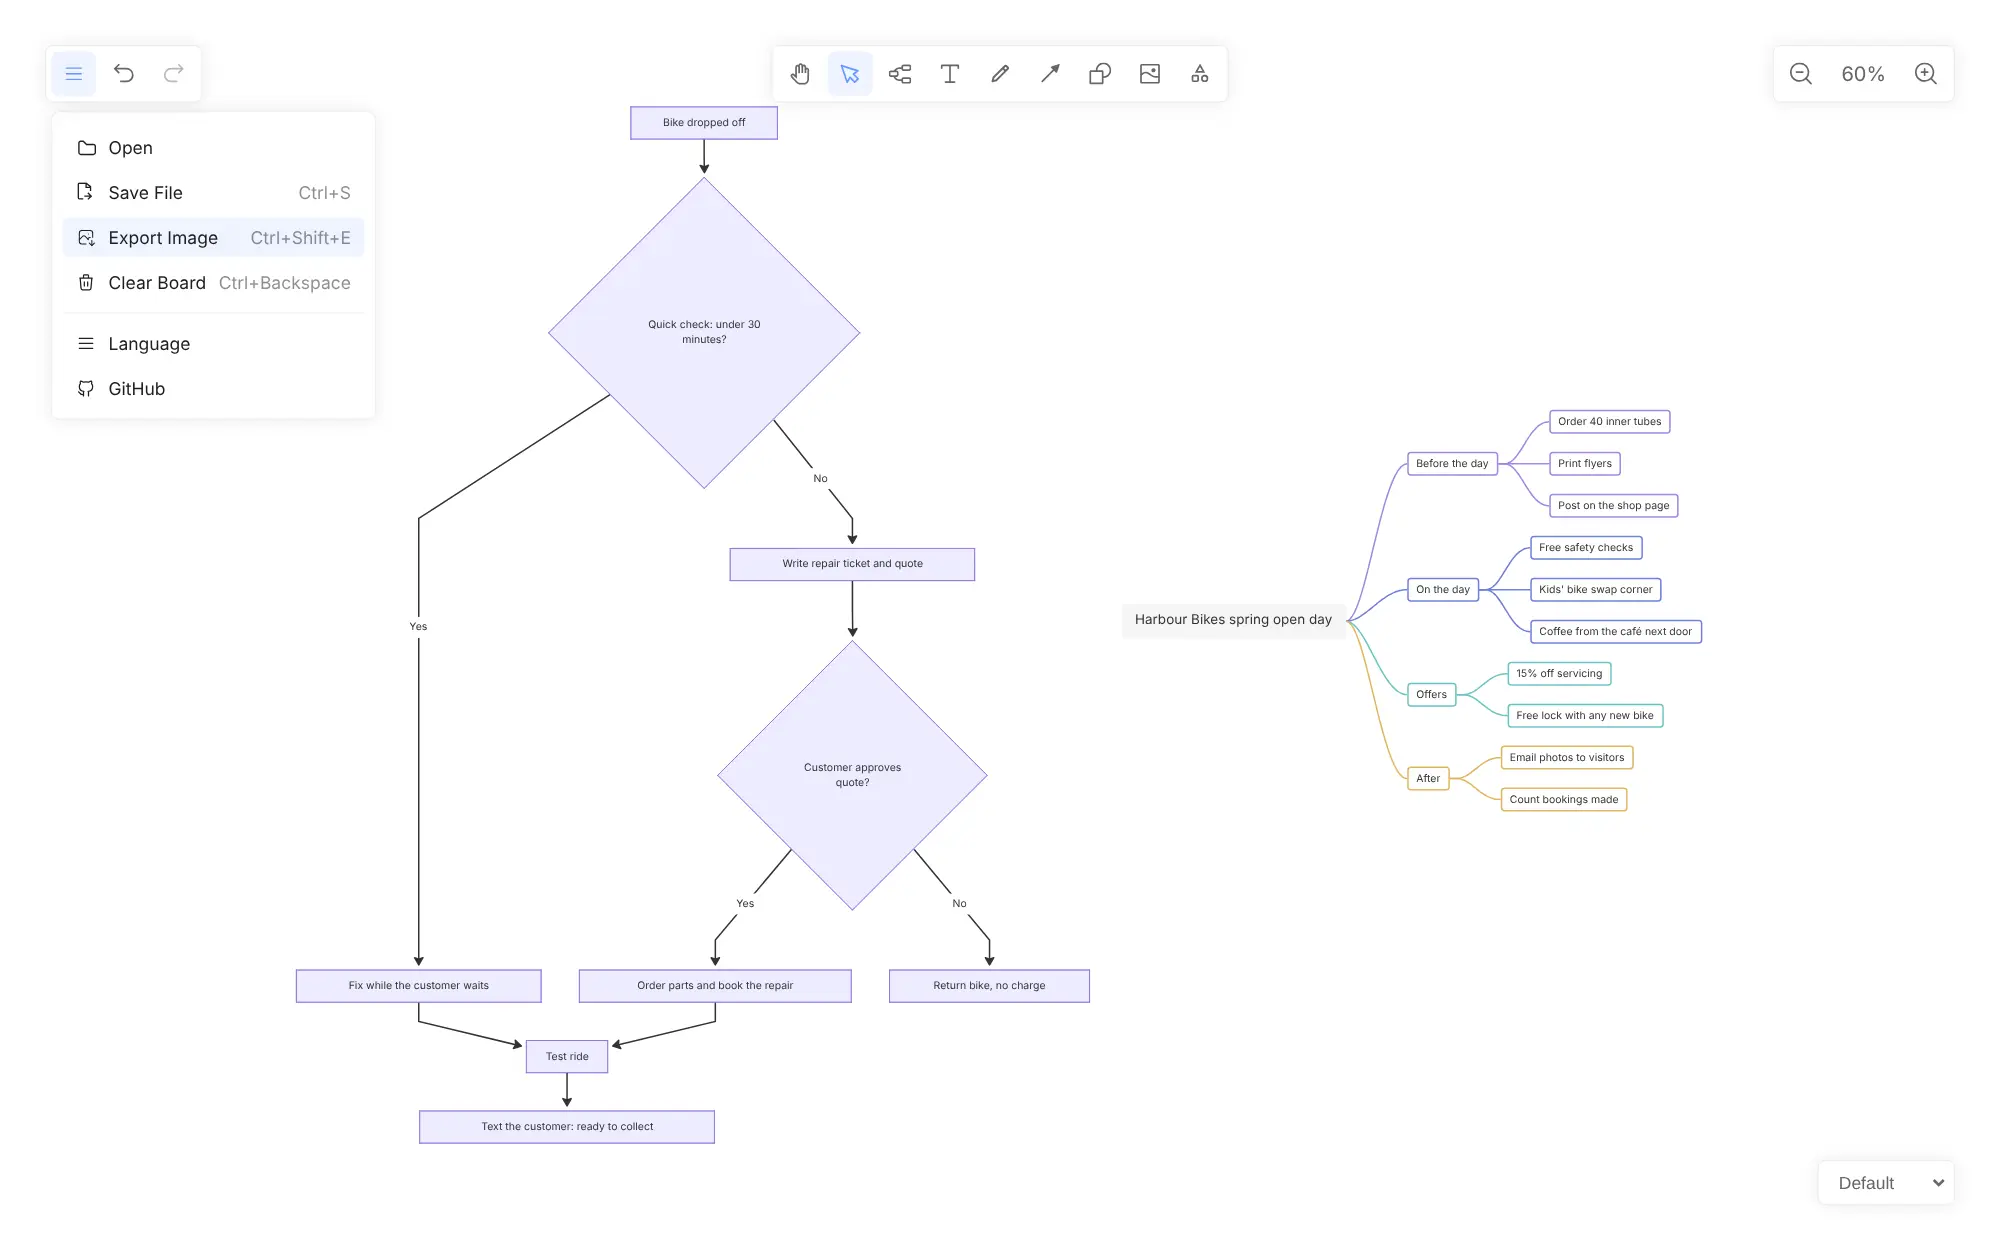 60%
Open
Save File Ctrl+S
Export Image Ctrl+Shift+E
Clear Board Ctrl+Backspace
Language
GitHub
Bike dropped off
Quick check: under 30
minutes?
No
Yes
Write repair ticket and quote
Customer approves
quote?
Yes
No
Fix while the customer waits
Order parts and book the repair
Return bike, no charge
Test ride
Text the customer: ready to collect
Harbour Bikes spring open day
Before the day
Order 40 inner tubes
Print flyers
Post on the shop page
On the day
Free safety checks
Kids' bike swap corner
Coffee from the café next door
Offers
15% off servicing
Free lock with any new bike
After
Email photos to visitors
Count bookings made
Default